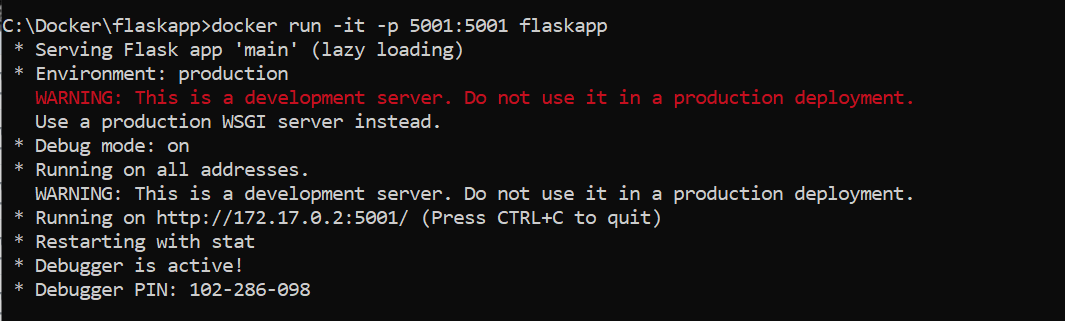 C:\Docker\flaskapp>docker run -it -p 5001:5001 flaskapp
* Serving Flask app 'main' (lazy loading)
* Environment: production
WARNING: This is a development server. Do not use it in a production deployment.
Use a production WSGI server instead.
* Debug mode: on
* Running on all addresses.
WARNING: This is a development server. Do not use it in a production deployment.
* Running on http://172.17.0.2:5001/ (Press CTRL+C to quit)
* Restarting with stat
* Debugger is active!
* Debugger PIN: 102-286-098